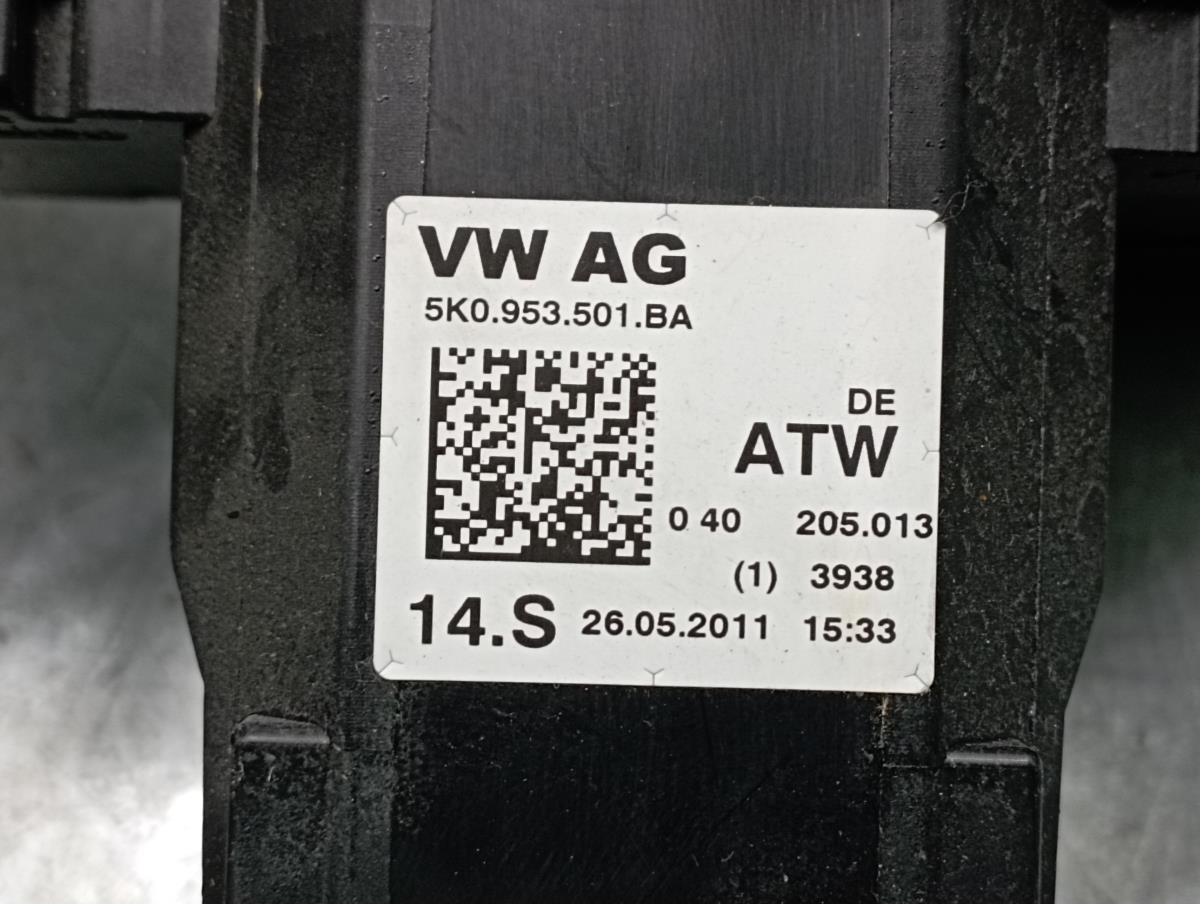 VW AG
5K0.953.501.BA
DE
ATW
0 40 205.013
(1) 3938
14.S 26.05.2011 15:33